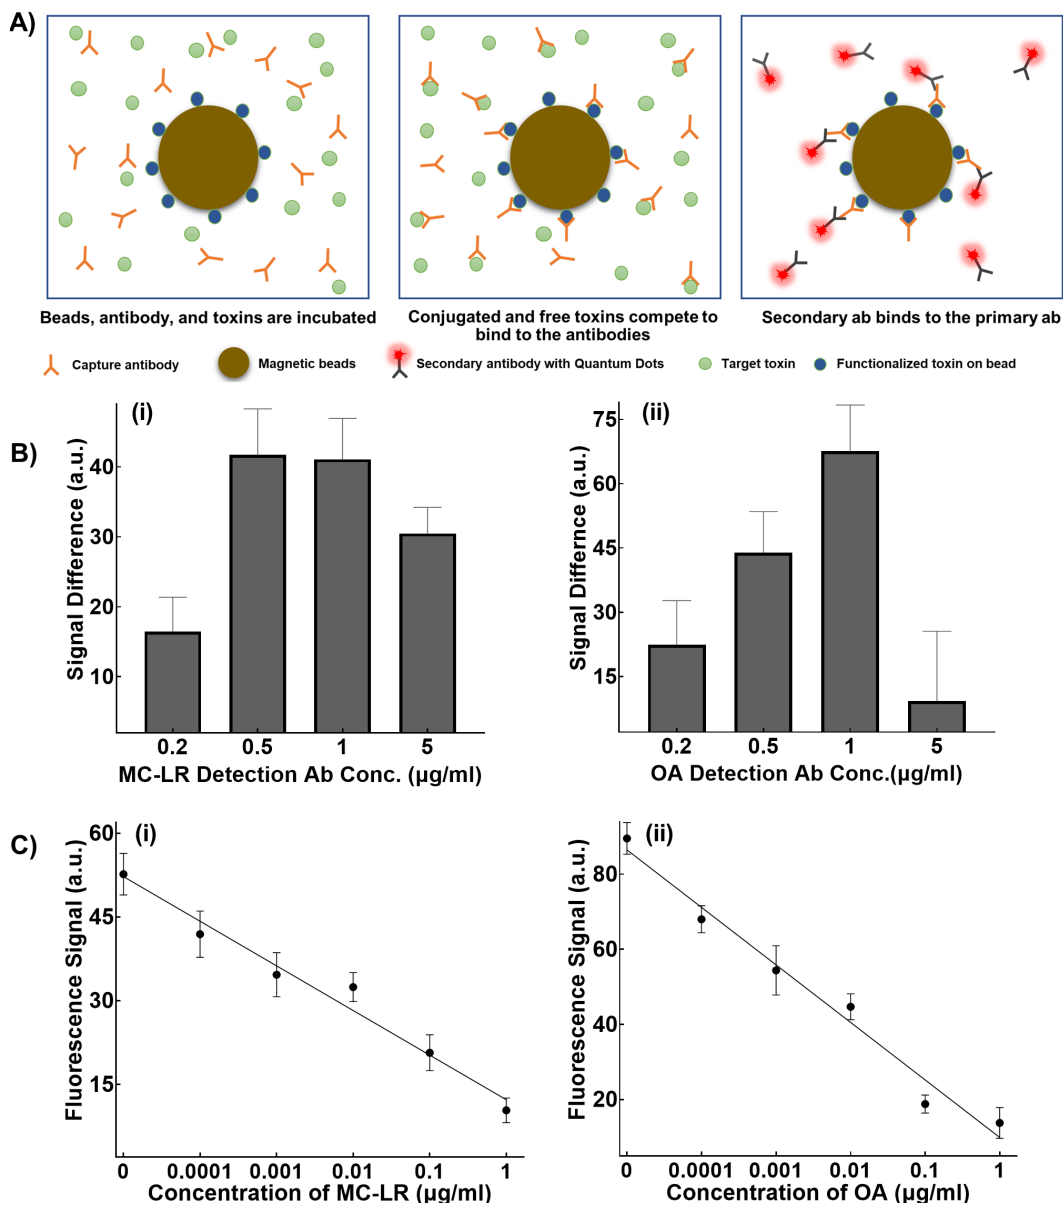 A)
Beads, antibody, and toxins are incubated
Conjugated and free toxins compete to
bind to the antibodies
Secondary ab binds to the primary ab
Capture antibody
Magnetic beads
Secondary antibody with Quantum Dots
Target toxin
Functionalized toxin on bead
B)
(i)
Signal Difference (a.u.)
40
30
20
10
0.2 0.5 1 5
MC-LR Detection Ab Conc. (μg/ml)
(ii)
Signal Differnce (a.u.)
75
60
45
30
15
0.2 0.5 1 5
OA Detection Ab Conc.(μg/ml)
C)
(i)
Fluorescence Signal (a.u.)
60
45
30
15
0 0.0001 0.001 0.01 0.1 1
Concentration of MC-LR (μg/ml)
(ii)
Fluorescence Signal (a.u.)
80
60
40
20
0 0.0001 0.001 0.01 0.1 1
Concentration of OA (μg/ml)